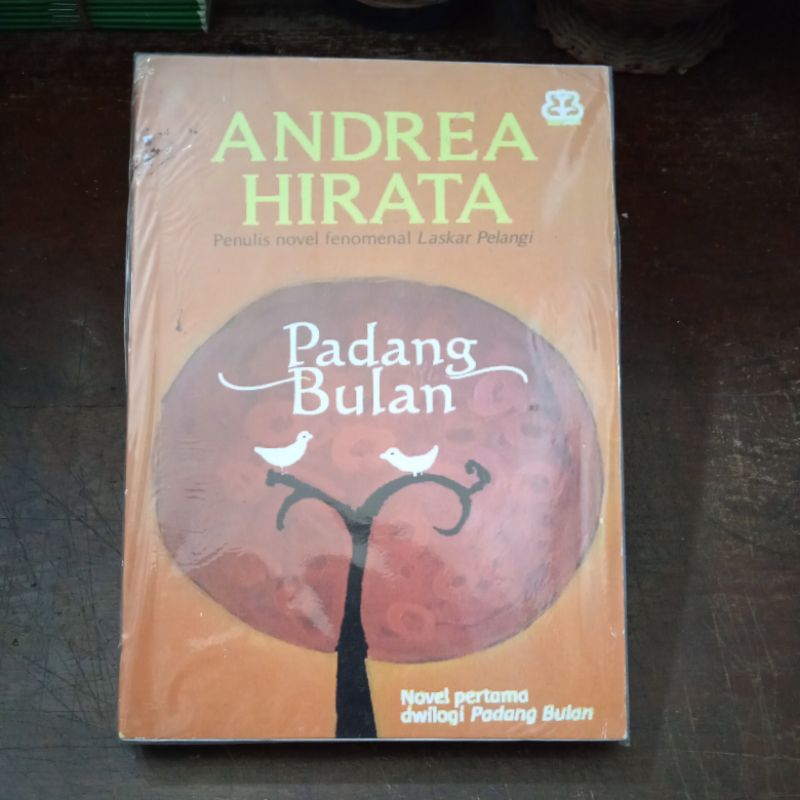 ANDREA
HIRATA
Penulis novel fenomenal Laskar Pelangi
Padang
Bulan
Novel pertama
dwilogi Padang Bulan